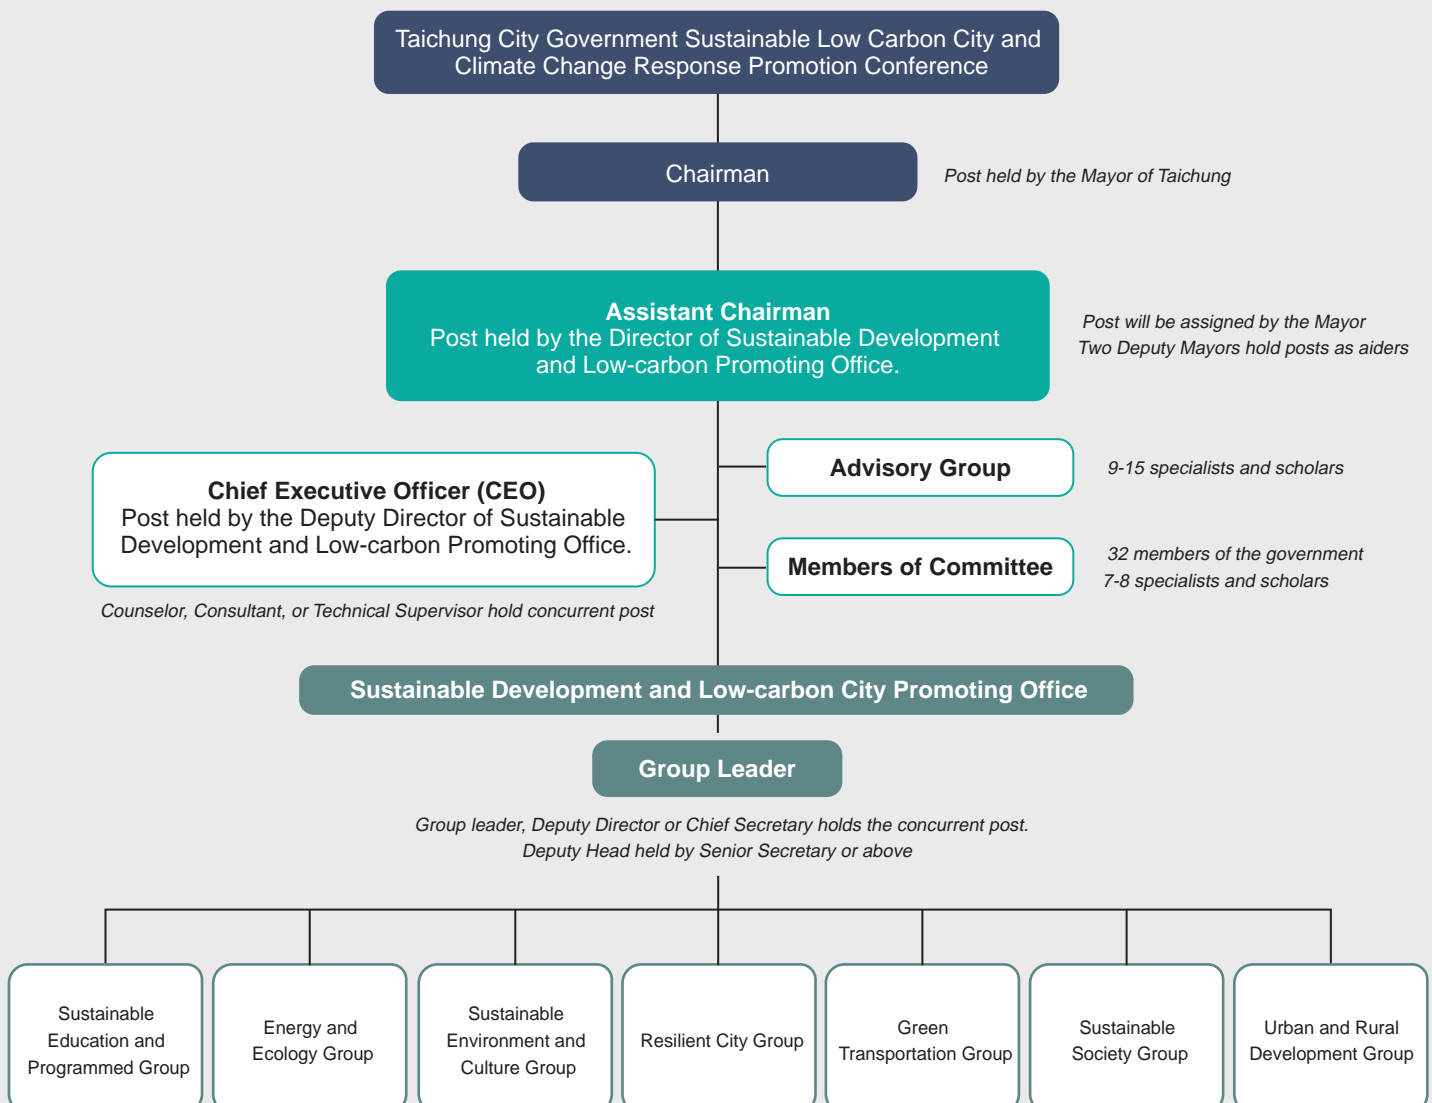 Taichung City Government Sustainable Low Carbon City and
Climate Change Response Promotion Conference
Chairman
Post held by the Mayor of Taichung
Assistant Chairman
Post held by the Director of Sustainable Development
and Low-carbon Promoting Office.
Post will be assigned by the Mayor
Two Deputy Mayors hold posts as aiders
Chief Executive Officer (CEO)
Post held by the Deputy Director of Sustainable
Development and Low-carbon Promoting Office.
Counselor, Consultant, or Technical Supervisor hold concurrent post
Advisory Group
9-15 specialists and scholars
Members of Committee
32 members of the government
7-8 specialists and scholars
Sustainable Development and Low-carbon City Promoting Office
Group Leader
Group leader, Deputy Director or Chief Secretary holds the concurrent post.
Deputy Head held by Senior Secretary or above
Sustainable
Education and
Programmed Group
Energy and
Ecology Group
Sustainable
Environment and
Culture Group
Resilient City Group
Green
Transportation Group
Sustainable
Society Group
Urban and Rural
Development Group